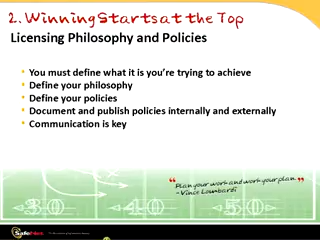 2. Winning Starts at the Top
Licensing Philosophy and Policies
You must define what it is you're trying to achieve
Define your philosophy
Define your policies
Document and publish policies internally and externally
Communication is key
"Plan your work and work your plan."
- Vince Lombardi
30 40 50
SafeNet